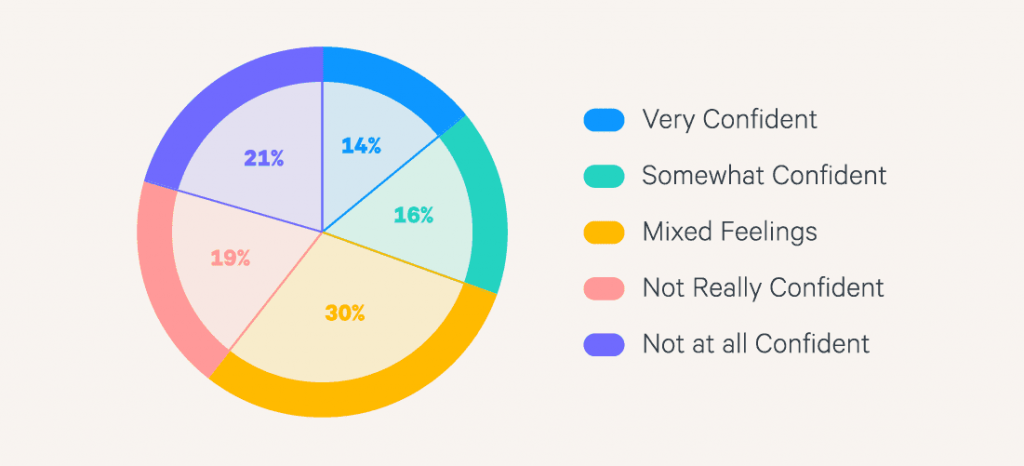 14%
16%
30%
19%
21%
Very Confident
Somewhat Confident
Mixed Feelings
Not Really Confident
Not at all Confident